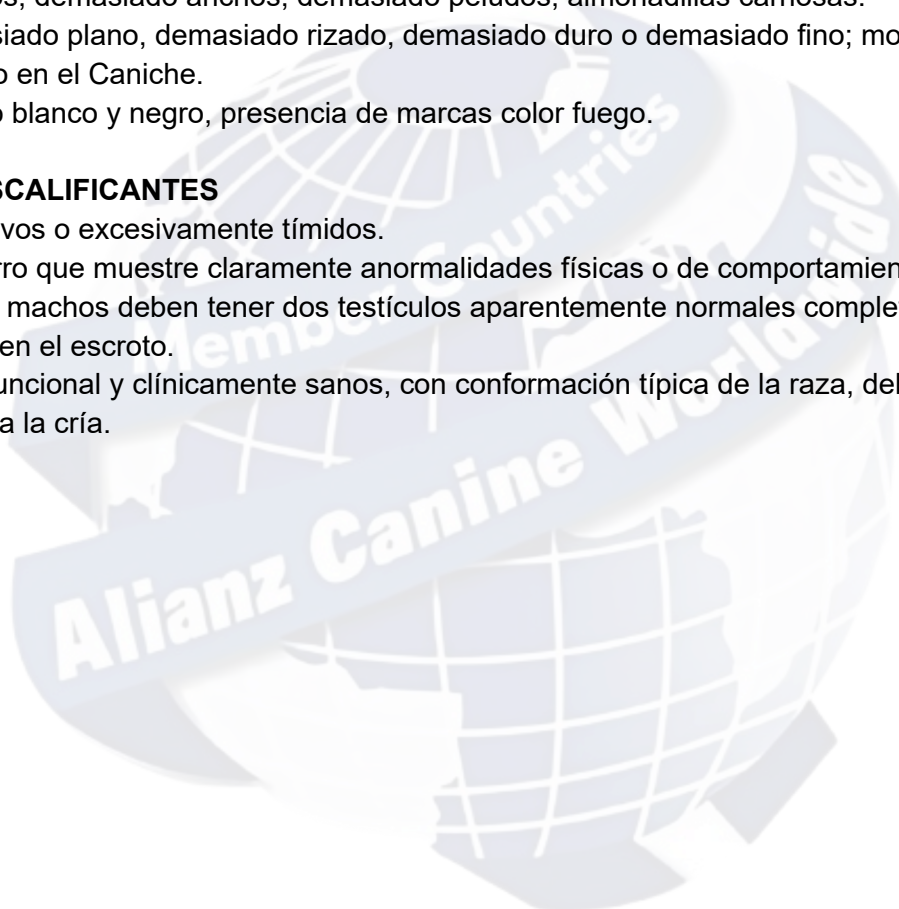 os, demasiado anchos, demasiado peludos, almohadillas carnosas.
siado plano, demasiado rizado, demasiado duro o demasiado fino; mo
o en el Caniche.
o blanco y negro, presencia de marcas color fuego.
SCALIFICANTES
vos o excesivamente tímidos.
rro que muestre claramente anormalidades físicas o de comportamien
machos deben tener dos testículos aparentemente normales comple
en el escroto.
uncional y clínicamente sanos, con conformación típica de la raza, de
a la cría.
Member Countries
Alianz Canine Worldwide